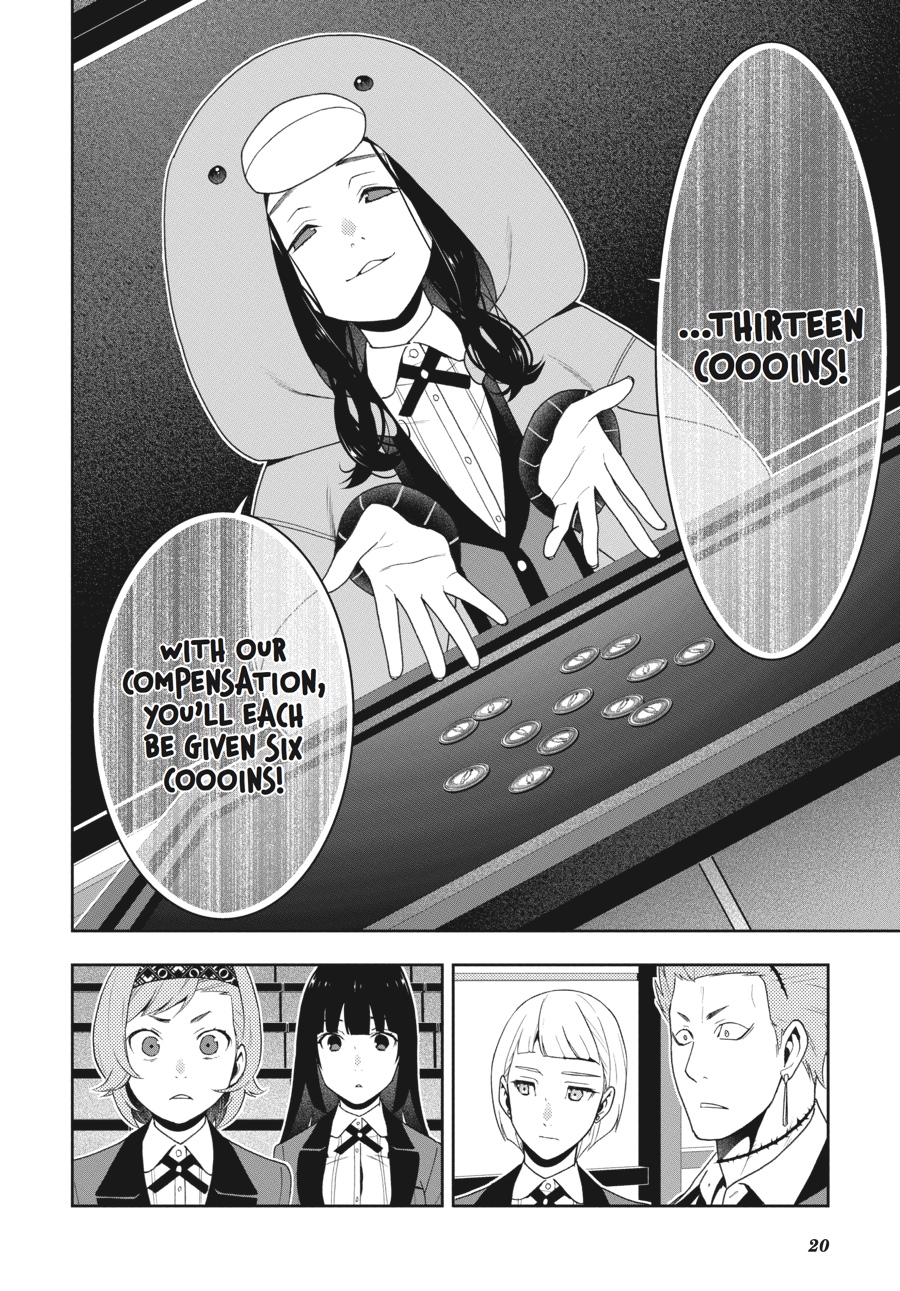 ...THIRTEEN
COOOINS!
WITH OUR
COMPENSATION,
YOU'LL EACH
BE GIVEN SIX
COOOINS!
20